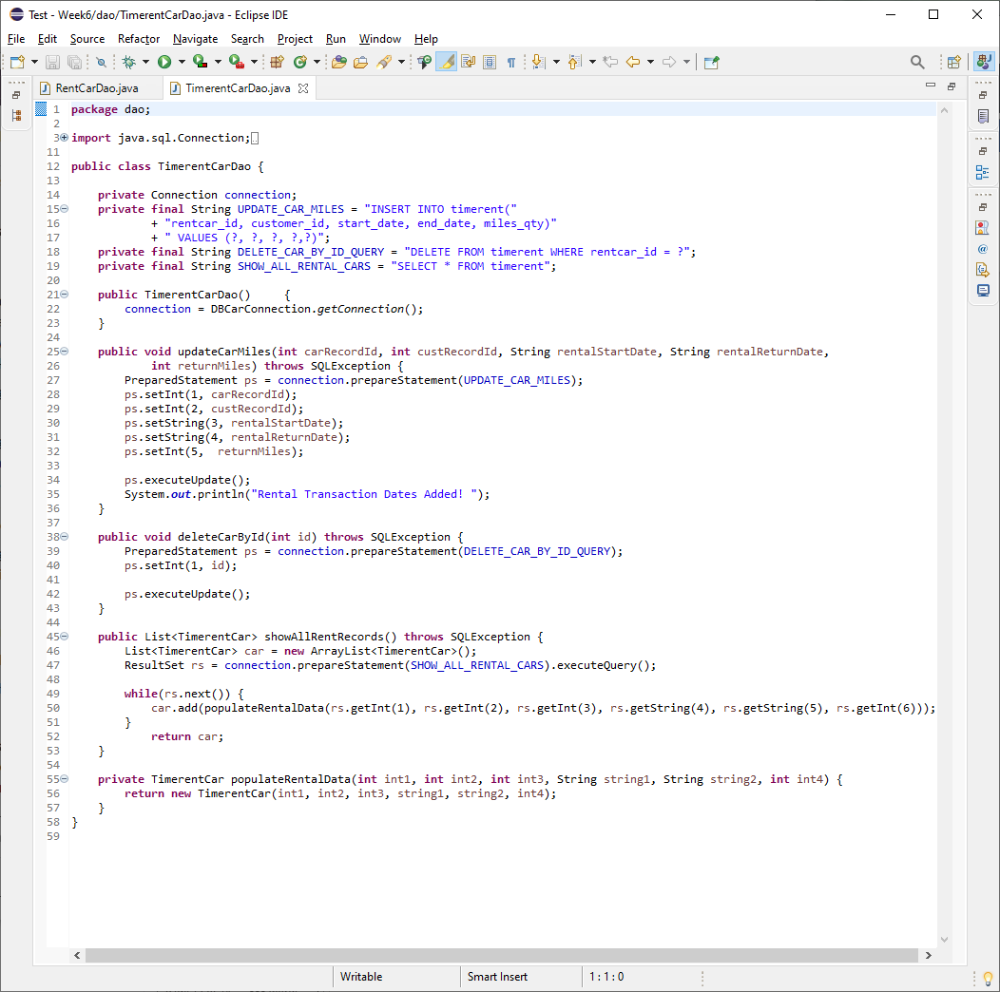 Test - Week6/dao/TimerentCarDao.java - Eclipse IDE
File Edit Source Refactor Navigate Search Project Run Window Help
RentCarDao.java TimerentCarDao.java
1 package dao;
2
3 import java.sql.Connection;
11
12 public class TimerentCarDao {
13
14 private Connection connection;
15 private final String UPDATE_CAR_MILES = "INSERT INTO timerent("
16 + "rentcar_id, customer_id, start_date, end_date, miles_qty)"
17 + " VALUES (?, ?, ?, ?,?)";
18 private final String DELETE_CAR_BY_ID_QUERY = "DELETE FROM timerent WHERE rentcar_id = ?";
19 private final String SHOW_ALL_RENTAL_CARS = "SELECT * FROM timerent";
20
21 public TimerentCarDao() {
22 connection = DBCarConnection.getConnection();
23 }
24
25 public void updateCarMiles(int carRecordId, int custRecordId, String rentalStartDate, String rentalReturnDate,
26 int returnMiles) throws SQLException {
27 PreparedStatement ps = connection.prepareStatement(UPDATE_CAR_MILES);
28 ps.setInt(1, carRecordId);
29 ps.setInt(2, custRecordId);
30 ps.setString(3, rentalStartDate);
31 ps.setString(4, rentalReturnDate);
32 ps.setInt(5,  returnMiles);
33
34 ps.executeUpdate();
35 System.out.println("Rental Transaction Dates Added! ");
36 }
37
38 public void deleteCarById(int id) throws SQLException {
39 PreparedStatement ps = connection.prepareStatement(DELETE_CAR_BY_ID_QUERY);
40 ps.setInt(1, id);
41
42 ps.executeUpdate();
43 }
44
45 public List<TimerentCar> showAllRentRecords() throws SQLException {
46 List<TimerentCar> car = new ArrayList<TimerentCar>();
47 ResultSet rs = connection.prepareStatement(SHOW_ALL_RENTAL_CARS).executeQuery();
48
49 while(rs.next()) {
50 car.add(populateRentalData(rs.getInt(1), rs.getInt(2), rs.getInt(3), rs.getString(4), rs.getString(5), rs.getInt(6)));
51 }
52 return car;
53 }
54
55 private TimerentCar populateRentalData(int int1, int int2, int int3, String string1, String string2, int int4) {
56 return new TimerentCar(int1, int2, int3, string1, string2, int4);
57 }
58 }
59
Writable Smart Insert 1 : 1 : 0